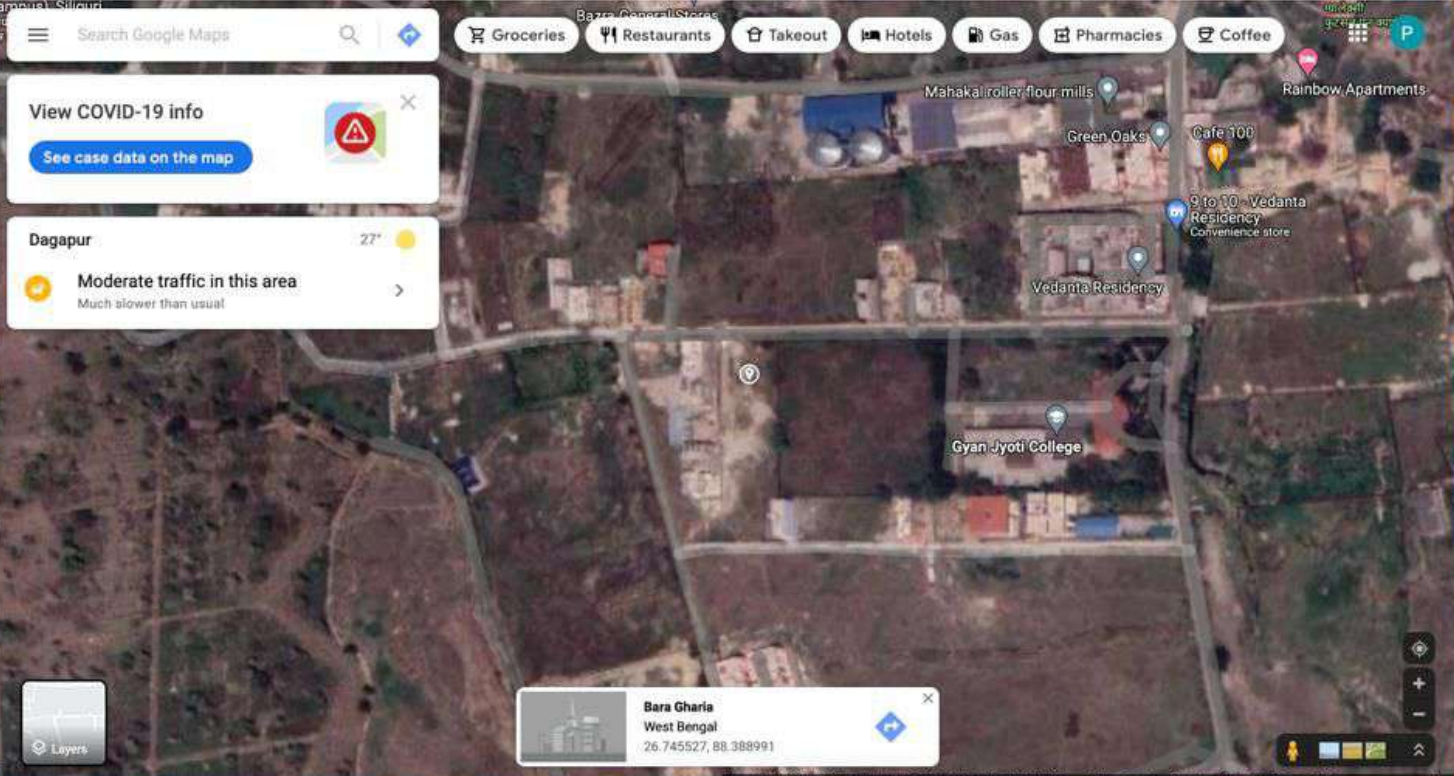 Siliguri
Bazra General Stores
Search Google Maps
Groceries
Restaurants
Takeout
Hotels
Gas
Pharmacies
Coffee
P
View COVID-19 info
See case data on the map
Dagapur
27°
Moderate traffic in this area
Much slower than usual
Mahakal roller flour mills
Rainbow Apartments
Green Oaks
Cafe 100
9 to 10 - Vedanta
Residency
Convenience store
Vedanta Residency
Gyan Jyoti College
Bara Gharia
West Bengal
26.745527, 88.388991
Layers